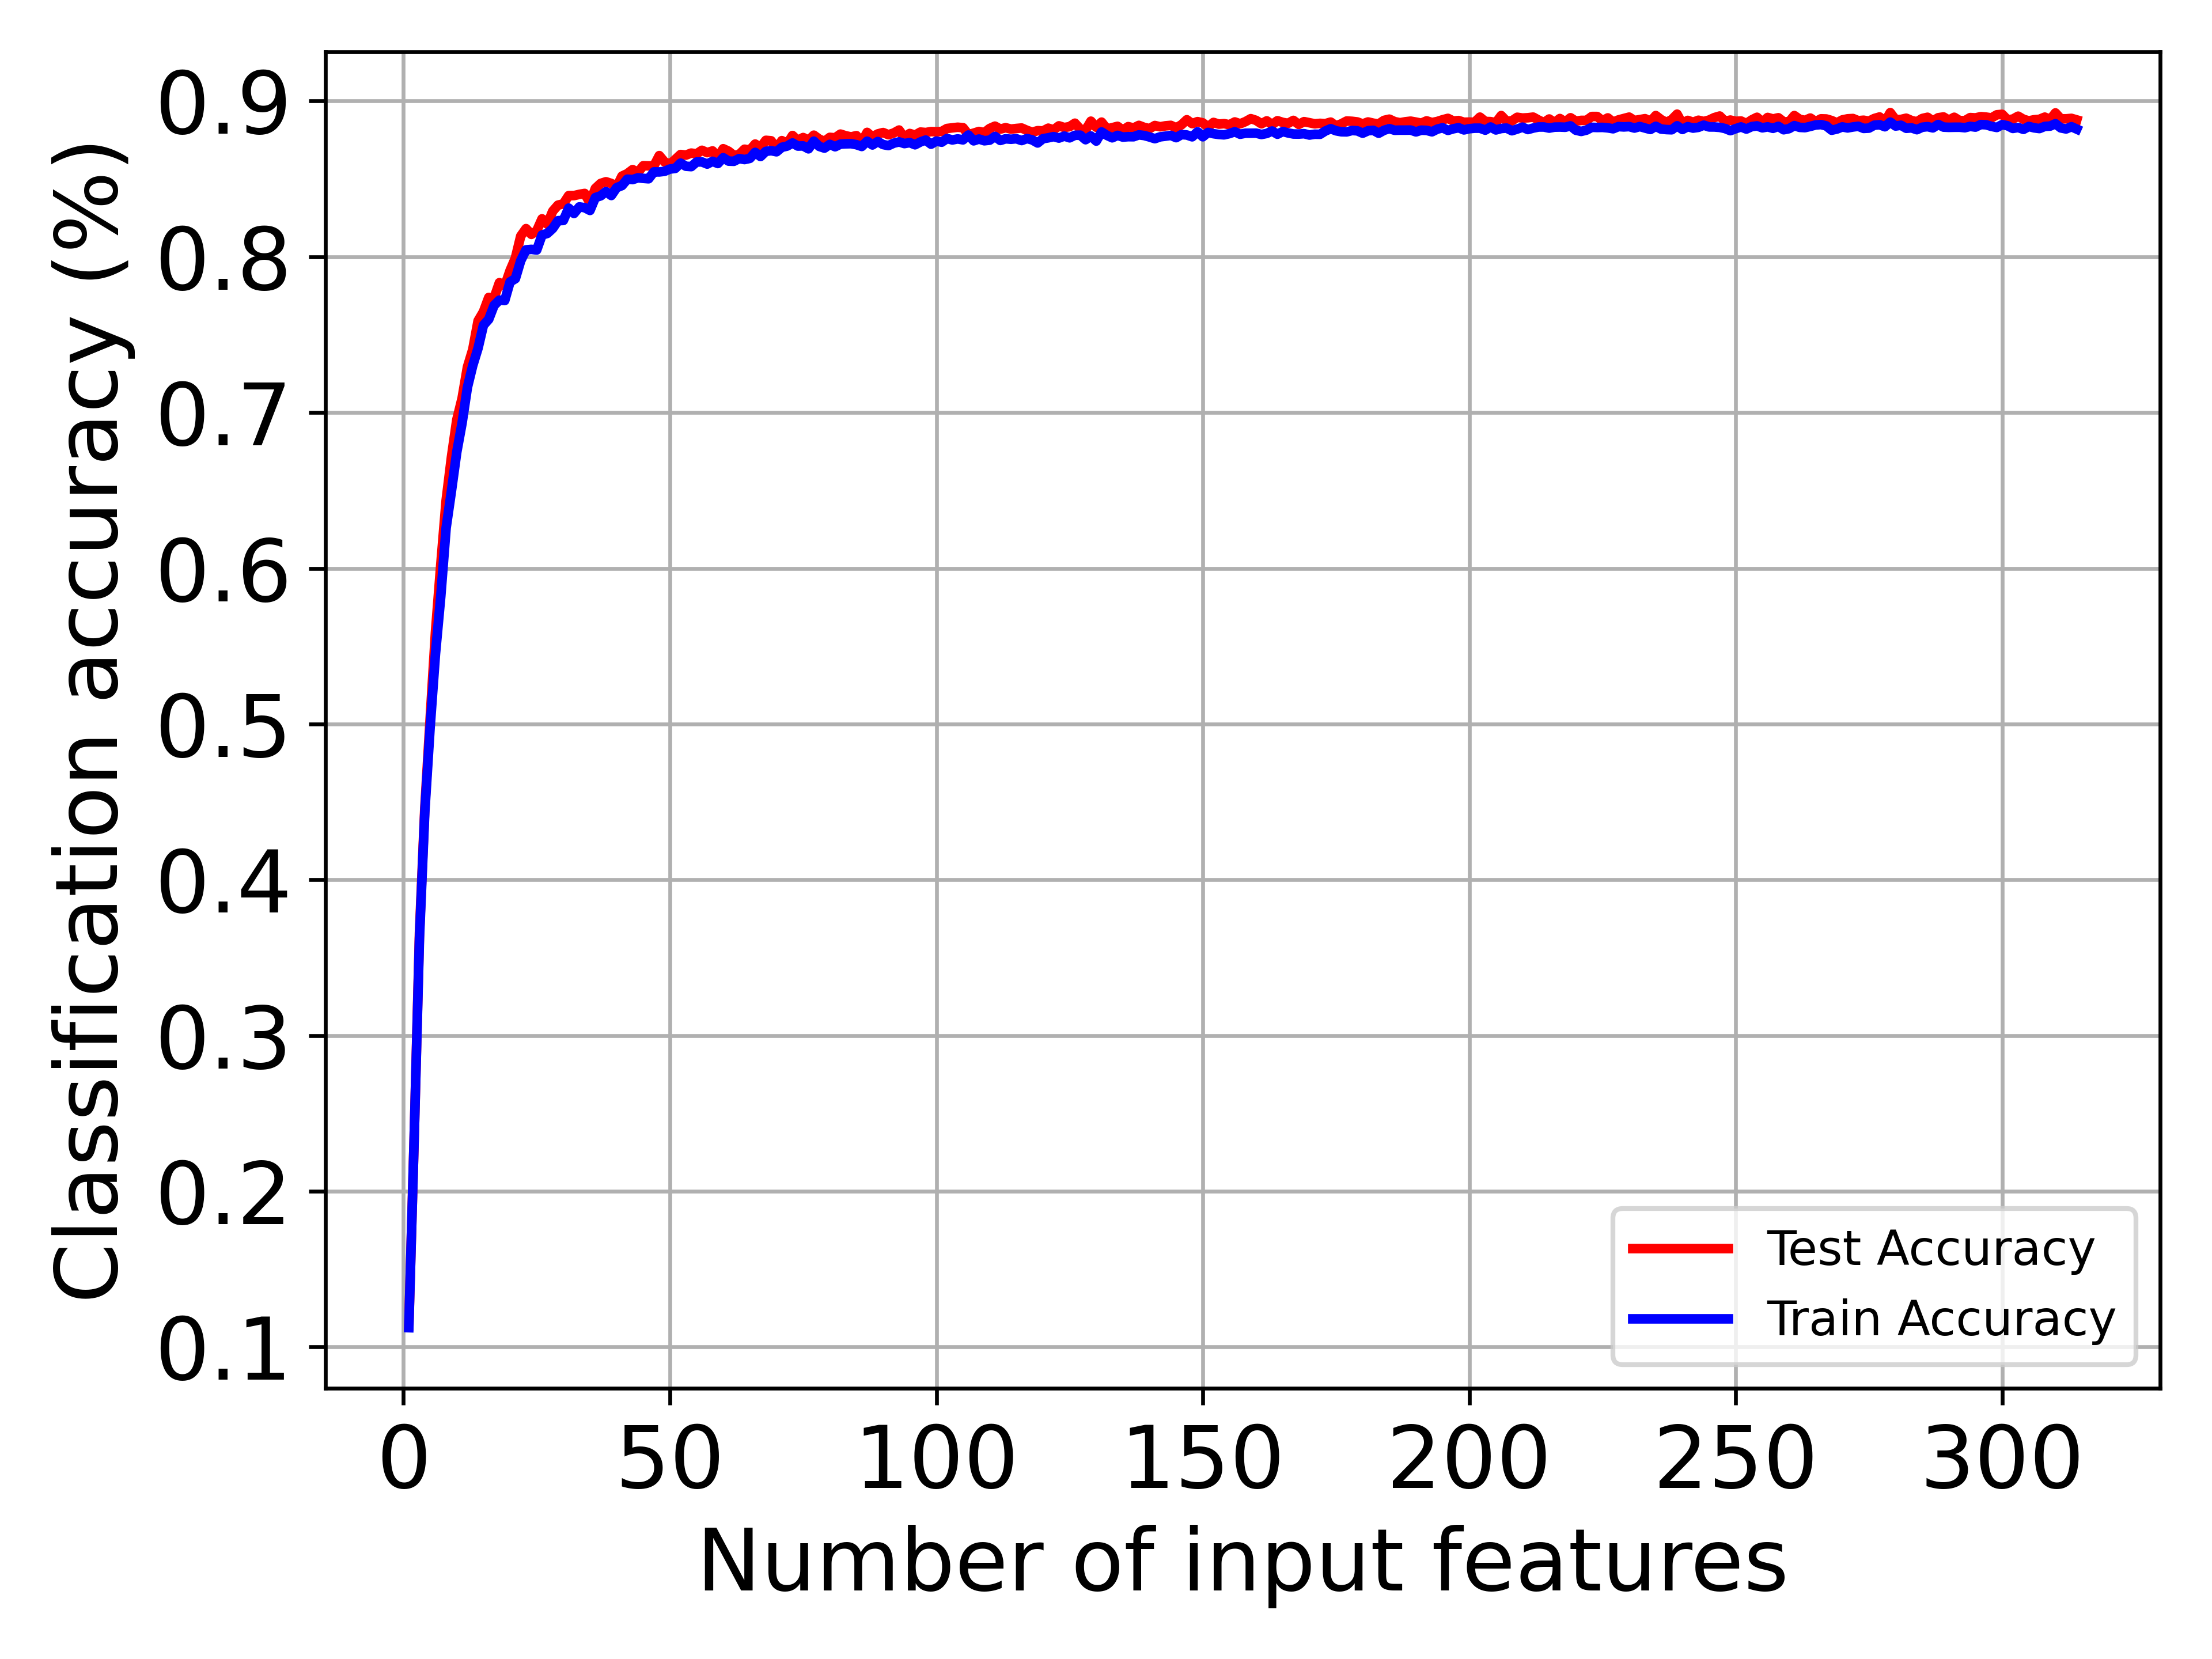 Classification accuracy (%)
0.9
0.8
0.7
0.6
0.5
0.4
0.3
0.2
0.1
Test Accuracy
Train Accuracy
0 50 100 150 200 250 300
Number of input features